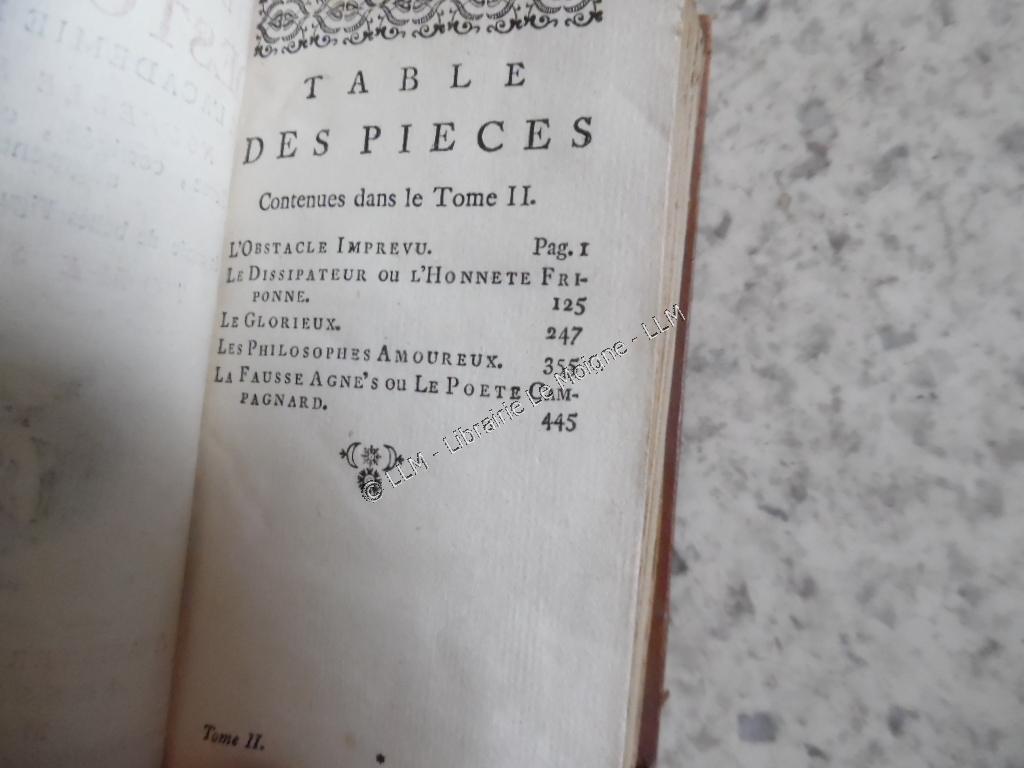 TABLE
DES PIECES
Contenues dans le Tome II.
L'OBSTACLE IMPREVU. Pag. 1
LE DISSIPATEUR OU L'HONNETE FRI-
PONNE. 125
LE GLORIEUX. 247
LES PHILOSOPHES AMOUREUX. 355
LA FAUSSE AGNE'S OU LE POETE CAM-
PAGNARD. 445
© LLM - Librairie Le Moigne - LLM
Tome II. *